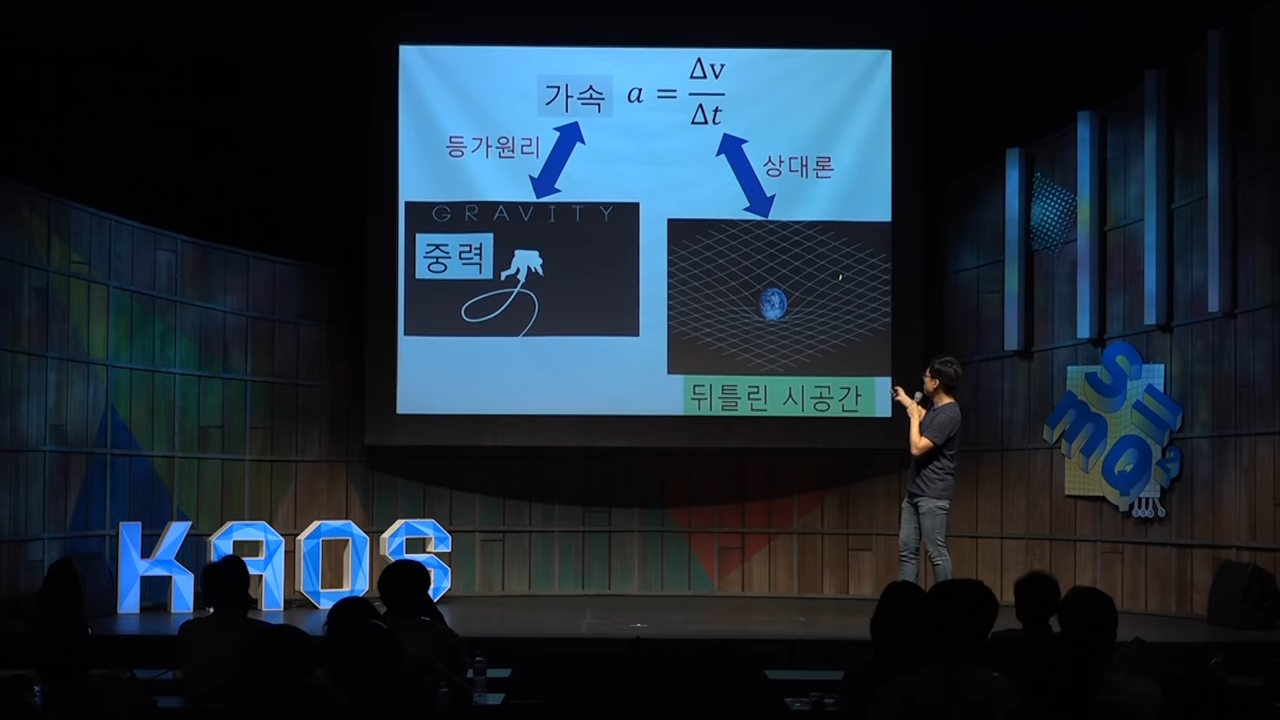 가속 a = Δv/Δt
등가원리
상대론
GRAVITY
중력
뒤틀린 시공간
KAOS